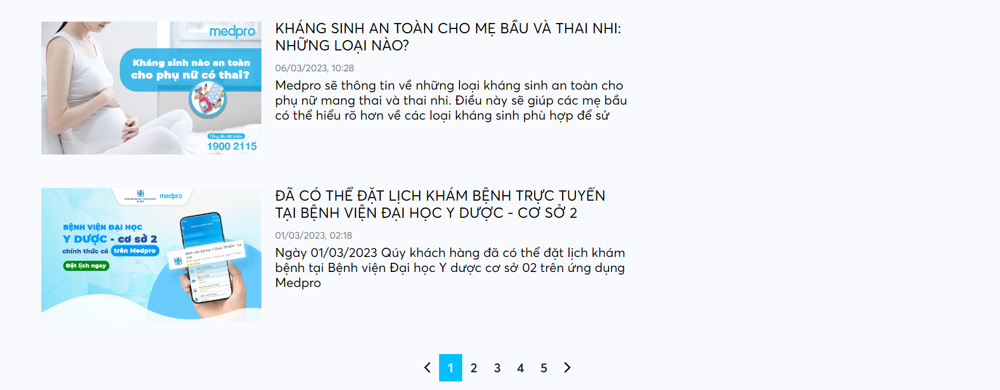 medpro
Kháng sinh nào an toàn
cho phụ nữ có thai?
Tổng đài đặt khám
1900 2115
KHÁNG SINH AN TOÀN CHO MẸ BẦU VÀ THAI NHI:
NHỮNG LOẠI NÀO?
06/03/2023, 10:28
Medpro sẽ thông tin về những loại kháng sinh an toàn cho
phụ nữ mang thai và thai nhi. Điều này sẽ giúp các mẹ bầu
có thể hiểu rõ hơn về các loại kháng sinh phù hợp để sử
medpro
CƠ SỞ 2
BỆNH VIỆN ĐẠI HỌC
Y DƯỢC - cơ sở 2
chính thức có trên Medpro
Đặt lịch ngay
Bệnh viện Đại học Y Dược TP.HCM - Cơ
sở 2
ĐÃ CÓ THỂ ĐẶT LỊCH KHÁM BỆNH TRỰC TUYẾN
TẠI BỆNH VIỆN ĐẠI HỌC Y DƯỢC - CƠ SỞ 2
01/03/2023, 02:18
Ngày 01/03/2023 Qúy khách hàng đã có thể đặt lịch khám
bệnh tại Bệnh viện Đại học Y dược cơ sở 02 trên ứng dụng
Medpro
1 2 3 4 5